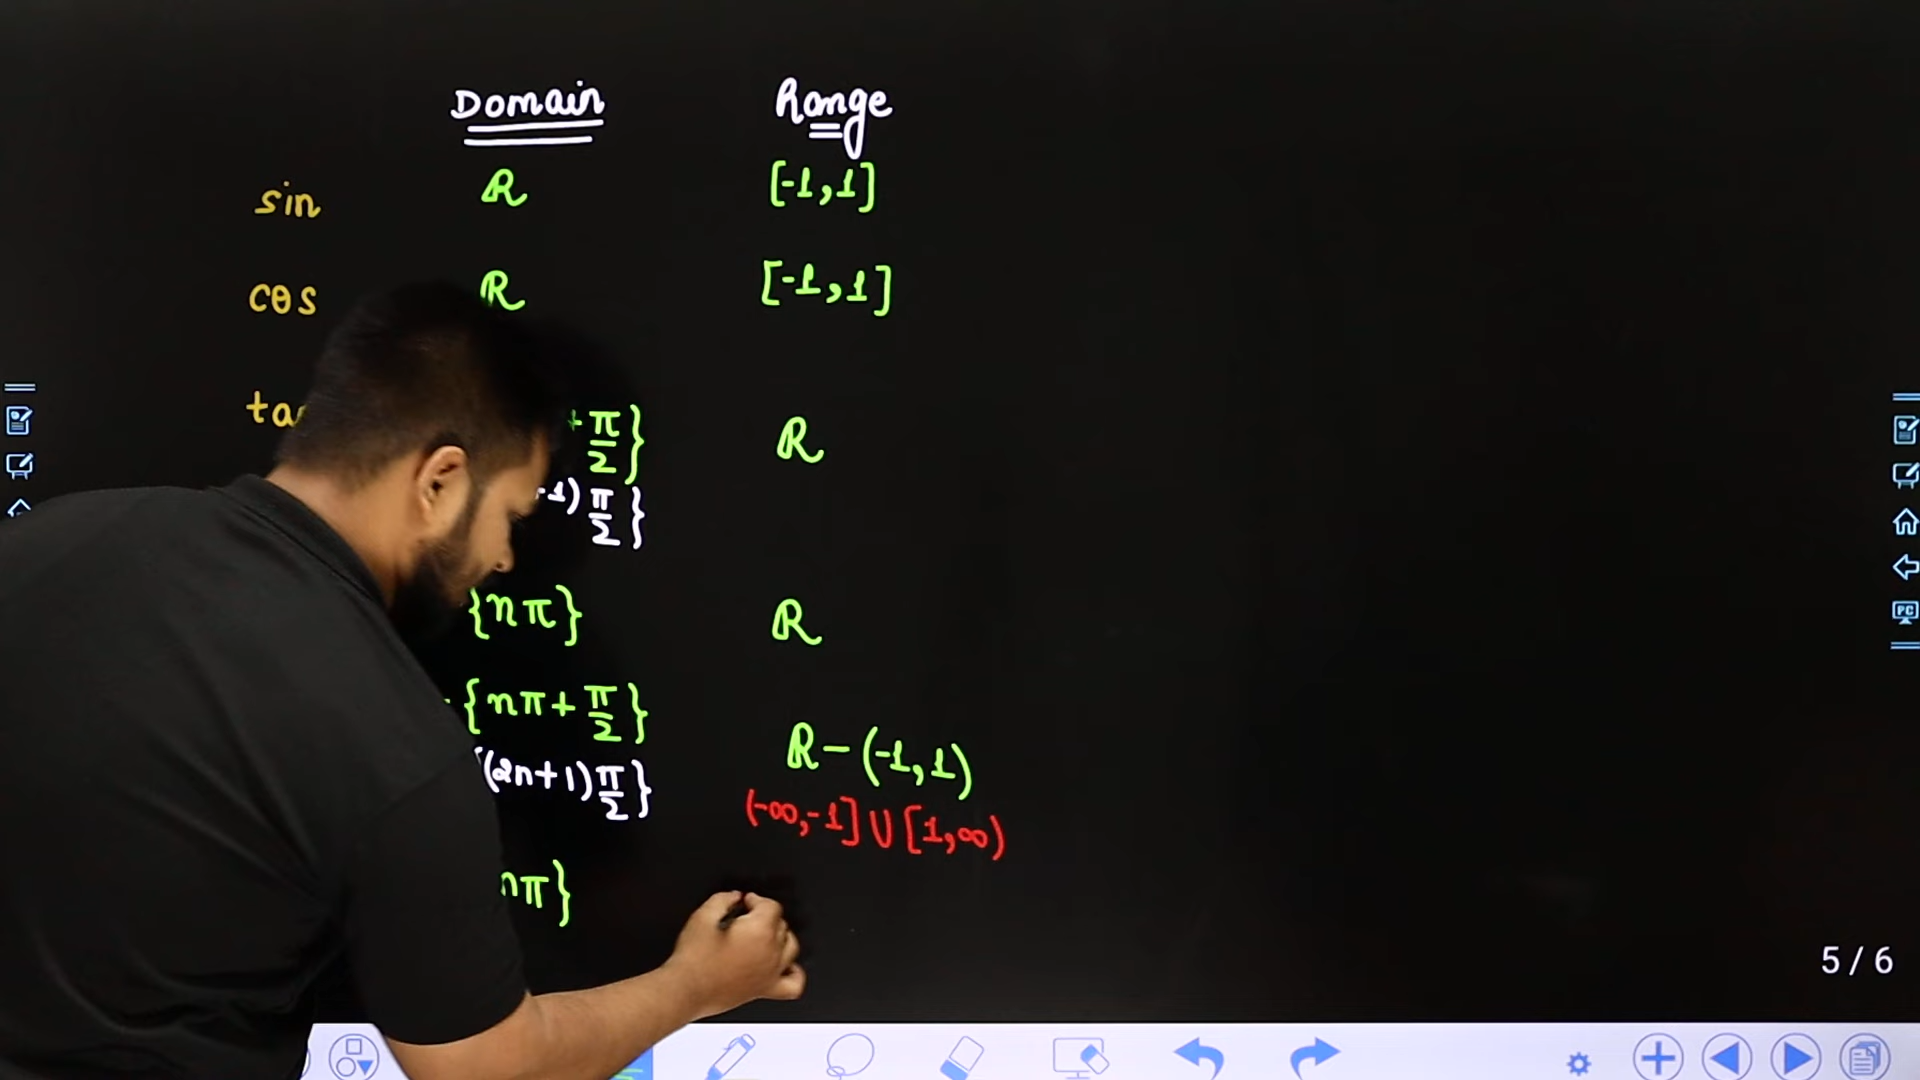 Domain Range
sin R [-1,1]
cos R [-1,1]
ta +π/2} R
-1)π/2}
{nπ} R
-{nπ+π/2} R-(-1,1)
((2n+1)π/2} (-∞,-1]∪[1,∞)
nπ}
5 / 6
PC